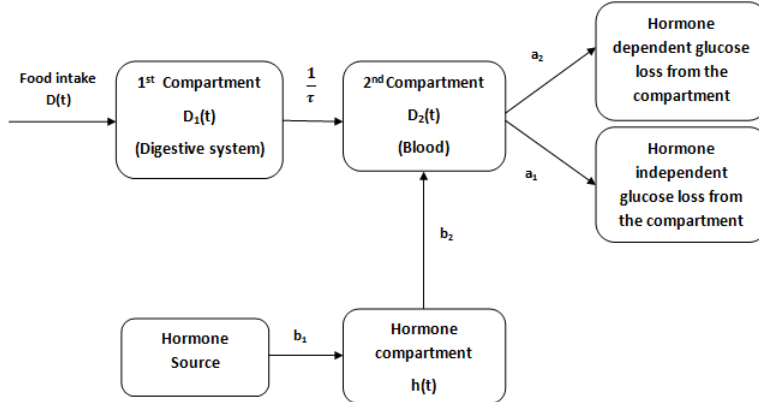 Food intake
D(t)
1st Compartment
D1(t)
(Digestive system)
1
τ
2nd Compartment
D2(t)
(Blood)
a2
a1
Hormone
dependent glucose
loss from the
compartment
Hormone
independent
glucose loss from
the compartment
b2
Hormone
Source
b1
Hormone
compartment
h(t)